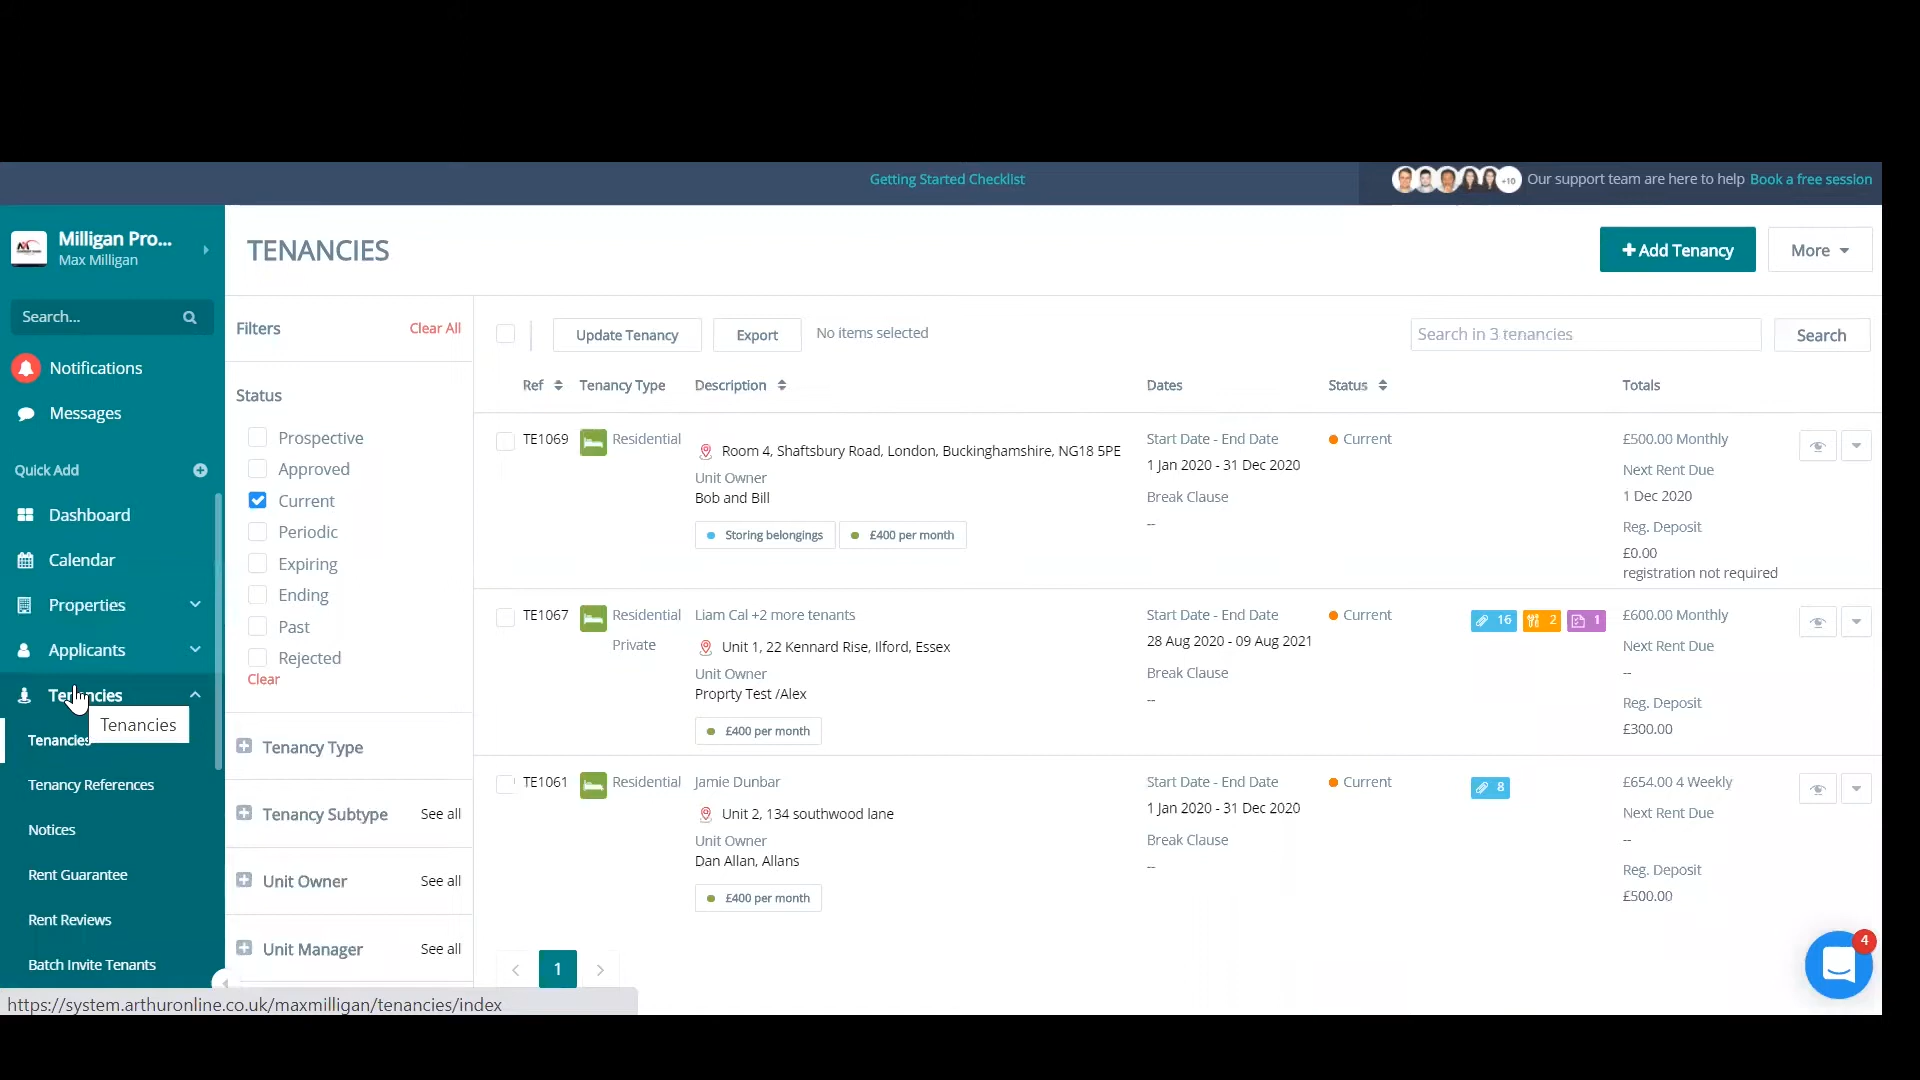 Getting Started Checklist
+10 Our support team are here to help Book a free session
Milligan Pro...
Max Milligan
Search...
Notifications
Messages
Quick Add
Dashboard
Calendar
Properties
Applicants
Tenancies
Tenancies
Tenancies
Tenancy References
Notices
Rent Guarantee
Rent Reviews
Batch Invite Tenants
https://system.arthuronline.co.uk/maxmilligan/tenancies/index
TENANCIES
+ Add Tenancy
More
Filters
Clear All
Status
Prospective
Approved
Current
Periodic
Expiring
Ending
Past
Rejected
Clear
Tenancy Type
Tenancy Subtype See all
Unit Owner See all
Unit Manager See all
Update Tenancy Export No items selected
Search in 3 tenancies Search
Ref Tenancy Type Description Dates Status Totals
TE1069 Residential
Room 4, Shaftsbury Road, London, Buckinghamshire, NG18 5PE
Unit Owner
Bob and Bill
Storing belongings £400 per month
Start Date - End Date
1 Jan 2020 - 31 Dec 2020
Break Clause
--
Current
£500.00 Monthly
Next Rent Due
1 Dec 2020
Reg. Deposit
£0.00
registration not required
TE1067 Residential
Private
Liam Cal +2 more tenants
Unit 1, 22 Kennard Rise, Ilford, Essex
Unit Owner
Proprty Test /Alex
£400 per month
Start Date - End Date
28 Aug 2020 - 09 Aug 2021
Break Clause
--
Current
16 2 1
£600.00 Monthly
Next Rent Due
--
Reg. Deposit
£300.00
TE1061 Residential
Jamie Dunbar
Unit 2, 134 southwood lane
Unit Owner
Dan Allan, Allans
£400 per month
Start Date - End Date
1 Jan 2020 - 31 Dec 2020
Break Clause
--
Current
8
£654.00 4 Weekly
Next Rent Due
--
Reg. Deposit
£500.00
1
4